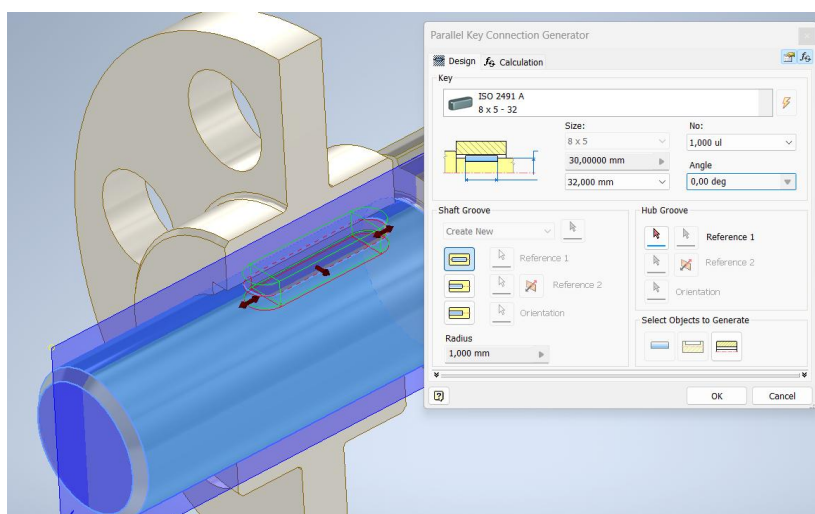 Parallel Key Connection Generator
Design fG Calculation
fG
Key
ISO 2491 A
8 x 5 - 32
Size:
No:
8 x 5
1,000 ul
30,00000 mm
Angle
32,000 mm
0,00 deg
Shaft Groove
Create New
Reference 1
Reference 2
Orientation
Radius
1,000 mm
Hub Groove
Reference 1
Reference 2
Orientation
Select Objects to Generate
OK
Cancel